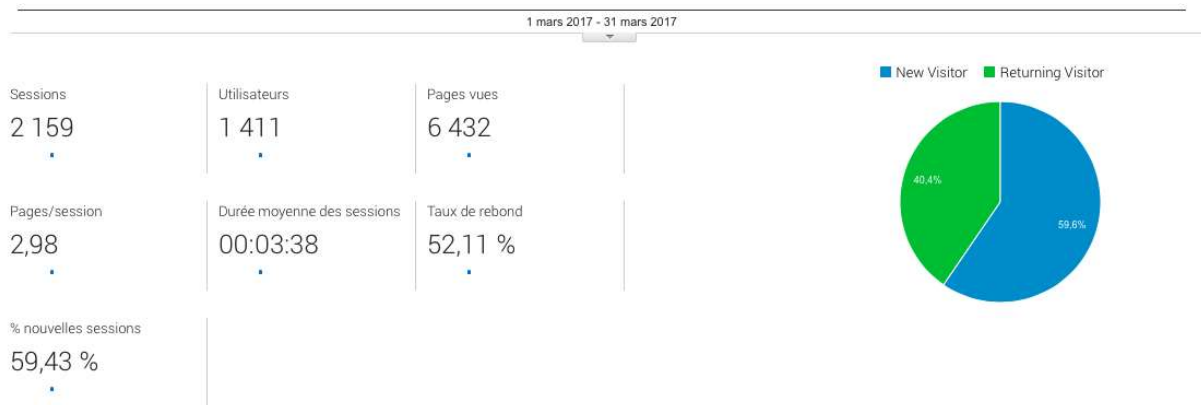 1 mars 2017 - 31 mars 2017
New Visitor Returning Visitor
Sessions Utilisateurs Pages vues
2 159 1 411 6 432
40,4%
59,6%
Pages/session Durée moyenne des sessions Taux de rebond
2,98 00:03:38 52,11 %
% nouvelles sessions
59,43 %